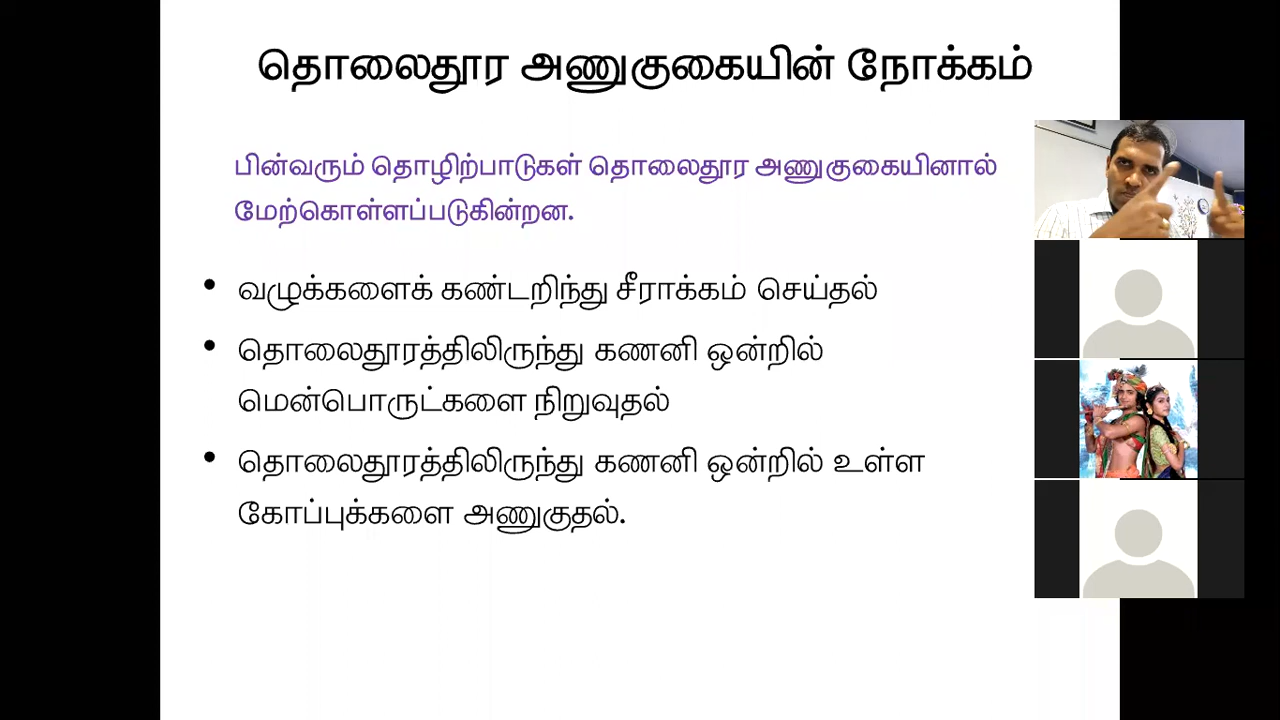 தொலைதூர அணுகுகையின் நோக்கம்
பின்வரும் தொழிற்பாடுகள் தொலைதூர அணுகுகையினால்
மேற்கொள்ளப்படுகின்றன.
• வழுக்களைக் கண்டறிந்து சீராக்கம் செய்தல்
• தொலைதூரத்திலிருந்து கணனி ஒன்றில்
மென்பொருட்களை நிறுவுதல்
• தொலைதூரத்திலிருந்து கணனி ஒன்றில் உள்ள
கோப்புக்களை அணுகுதல்.